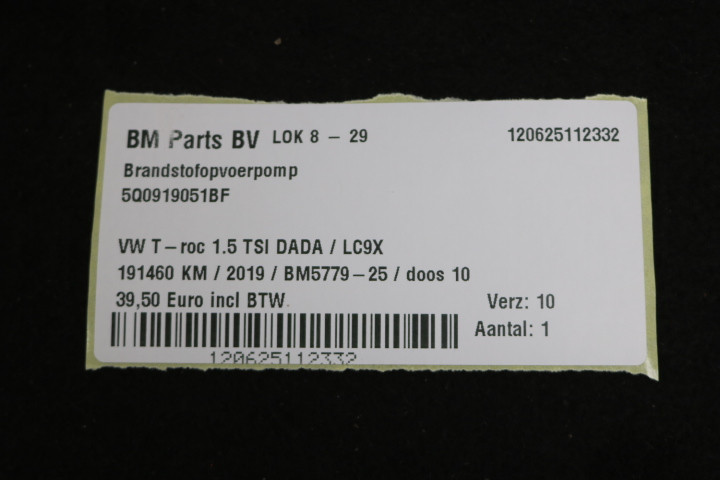 BM Parts BV LOK 8 - 29 120625112332
Brandstofopvoerpomp
5Q0919051BF
VW T-roc 1.5 TSI DADA / LC9X
191460 KM / 2019 / BM5779-25 / doos 10
39,50 Euro incl BTW Verz: 10
Aantal: 1
120625112332